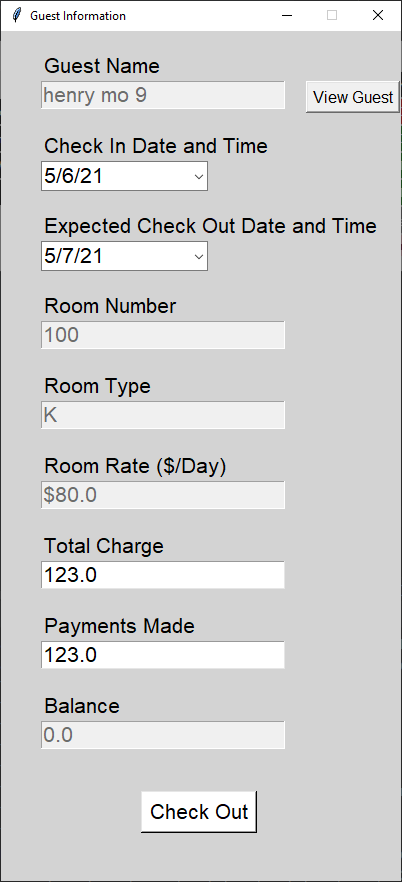 Guest Information
Guest Name
henry mo 9
View Guest
Check In Date and Time
5/6/21
Expected Check Out Date and Time
5/7/21
Room Number
100
Room Type
K
Room Rate ($/Day)
$80.0
Total Charge
123.0
Payments Made
123.0
Balance
0.0
Check Out